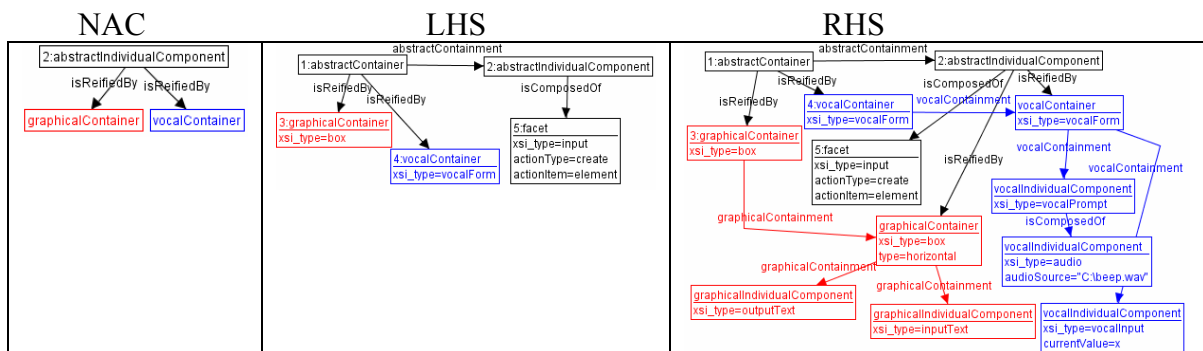 NAC
LHS
RHS
2:abstractIndividualComponent
isReifiedBy
isReifiedBy
graphicalContainer
vocalContainer
abstractContainment
1:abstractContainer
2:abstractIndividualComponent
isReifiedBy
isReifiedBy
isComposedOf
3:graphicalContainer
xsi_type=box
4:vocalContainer
xsi_type=vocalForm
5:facet
xsi_type=input
actionType=create
actionItem=element
abstractContainment
1:abstractContainer
2:abstractIndividualComponent
isReifiedBy
isReifiedBy
isComposedOf
isReifiedBy
4:vocalContainer
xsi_type=vocalForm
vocalContainment
vocalContainer
xsi_type=vocalForm
3:graphicalContainer
xsi_type=box
5:facet
xsi_type=input
actionType=create
actionItem=element
isReifiedBy
vocalContainment
vocalContainment
vocalIndividualComponent
xsi_type=vocalPrompt
isComposedOf
graphicalContainment
graphicalContainer
xsi_type=box
type=horizontal
vocalIndividualComponent
xsi_type=audio
audioSource="C:\beep.wav"
graphicalContainment
graphicalContainment
graphicalIndividualComponent
xsi_type=outputText
graphicalIndividualComponent
xsi_type=inputText
vocalIndividualComponent
xsi_type=vocalInput
currentValue=x